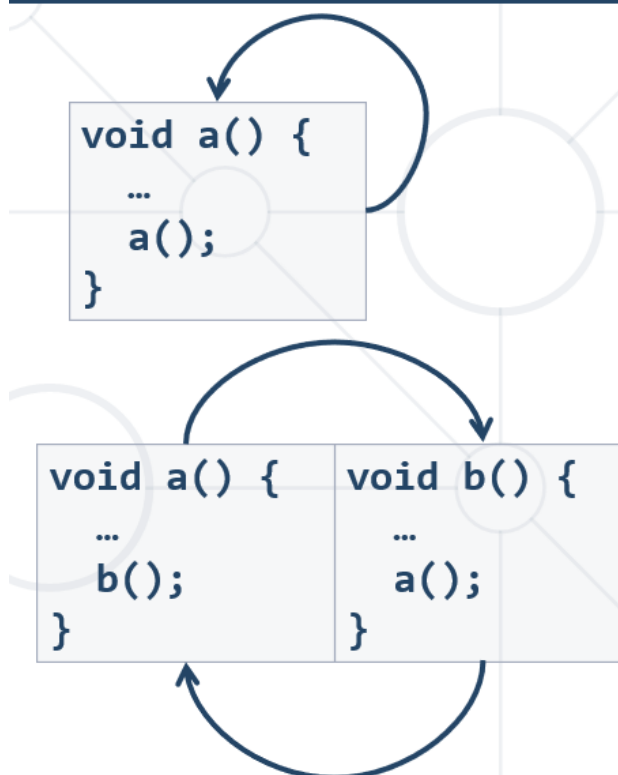 void a() {
…
a();
}
void a() {
…
b();
}
void b() {
…
a();
}